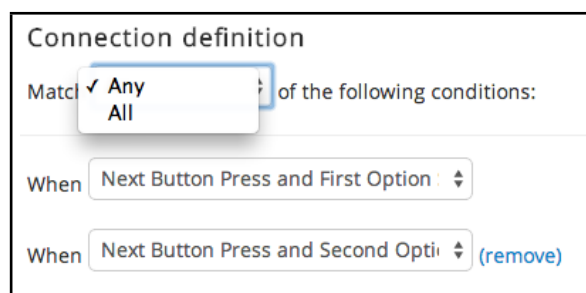 Connection definition
Match ✓ Any of the following conditions:
All
When Next Button Press and First Option
When Next Button Press and Second Opti (remove)